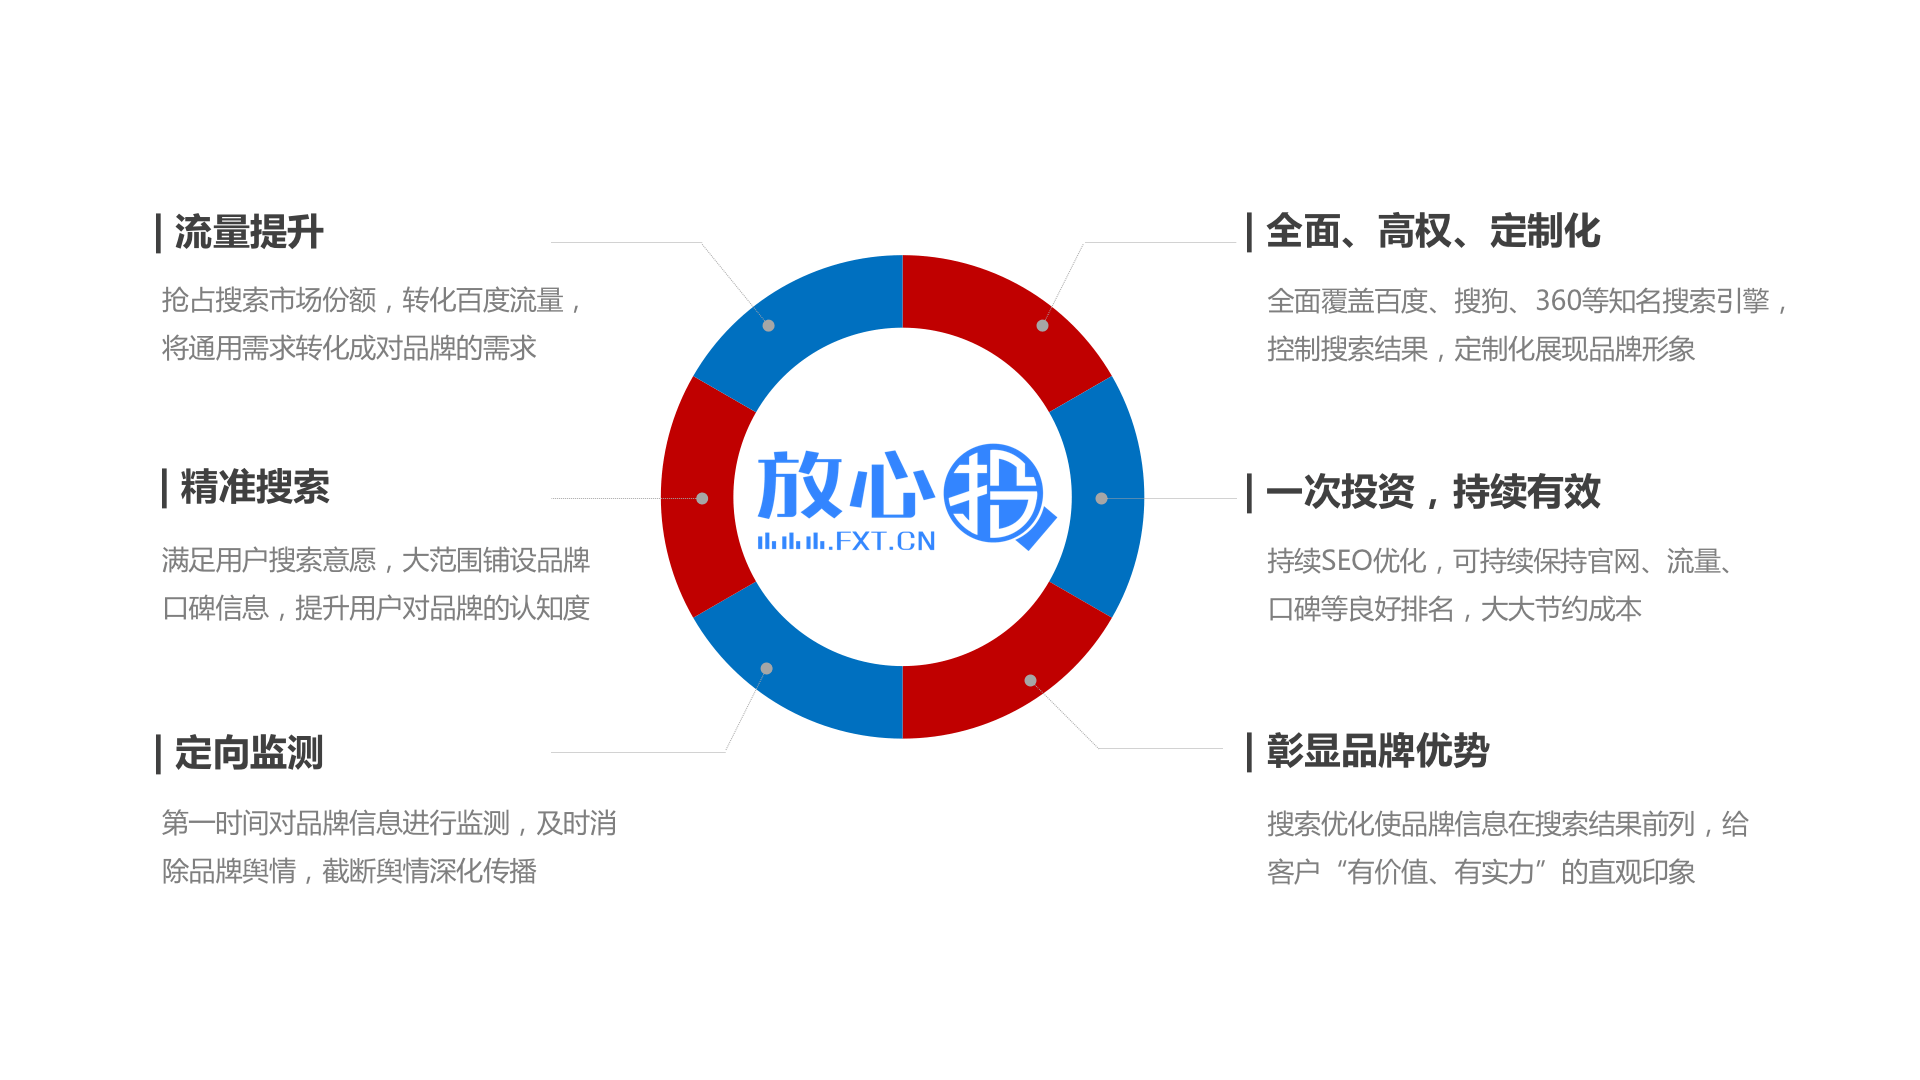 流量提升
抢占搜索市场份额，转化百度流量，
将通用需求转化成对品牌的需求
精准搜索
满足用户搜索意愿，大范围铺设品牌
口碑信息，提升用户对品牌的认知度
定向监测
第一时间对品牌信息进行监测，及时消
除品牌舆情，截断舆情深化传播
放心投
.FXT.CN
全面、高权、定制化
全面覆盖百度、搜狗、360等知名搜索引擎，
控制搜索结果，定制化展现品牌形象
一次投资，持续有效
持续SEO优化，可持续保持官网、流量、
口碑等良好排名，大大节约成本
彰显品牌优势
搜索优化使品牌信息在搜索结果前列，给
客户“有价值、有实力”的直观印象